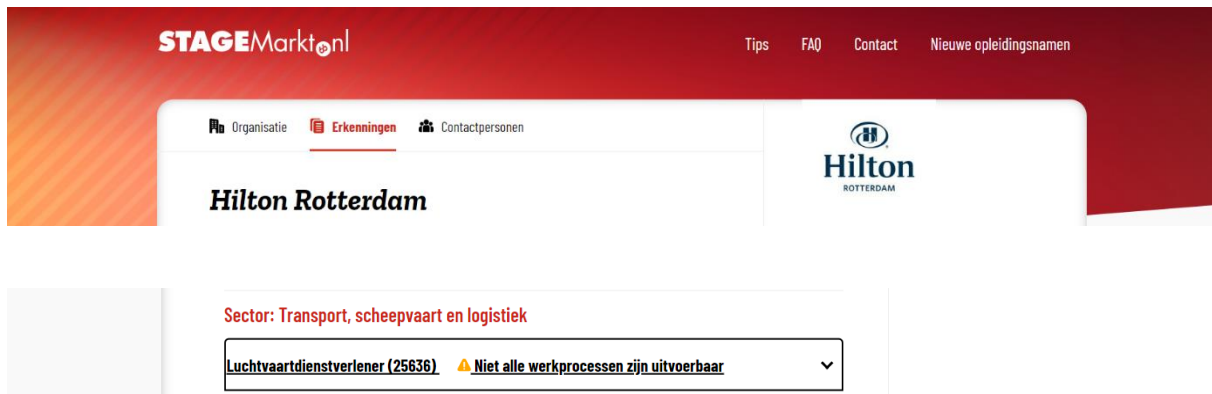 STAGEMarkt.nl
Tips FAQ Contact Nieuwe opleidingsnamen
Organisatie Erkenningen Contactpersonen
Hilton
ROTTERDAM
Hilton Rotterdam
Sector: Transport, scheepvaart en logistiek
Luchtvaartdienstverlener (25636) Niet alle werkprocessen zijn uitvoerbaar